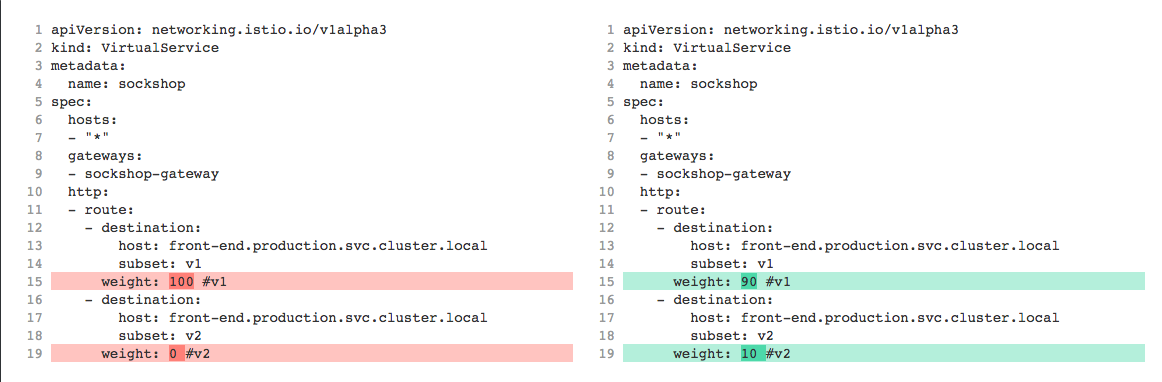 1 apiVersion: networking.istio.io/v1alpha3
2 kind: VirtualService
3 metadata:
4   name: sockshop
5 spec:
6   hosts:
7   - "*"
8   gateways:
9   - sockshop-gateway
10   http:
11   - route:
12     - destination:
13         host: front-end.production.svc.cluster.local
14         subset: v1
15       weight: 100 #v1
16     - destination:
17         host: front-end.production.svc.cluster.local
18         subset: v2
19       weight: 0 #v2
1 apiVersion: networking.istio.io/v1alpha3
2 kind: VirtualService
3 metadata:
4   name: sockshop
5 spec:
6   hosts:
7   - "*"
8   gateways:
9   - sockshop-gateway
10   http:
11   - route:
12     - destination:
13         host: front-end.production.svc.cluster.local
14         subset: v1
15       weight: 90 #v1
16     - destination:
17         host: front-end.production.svc.cluster.local
18         subset: v2
19       weight: 10 #v2